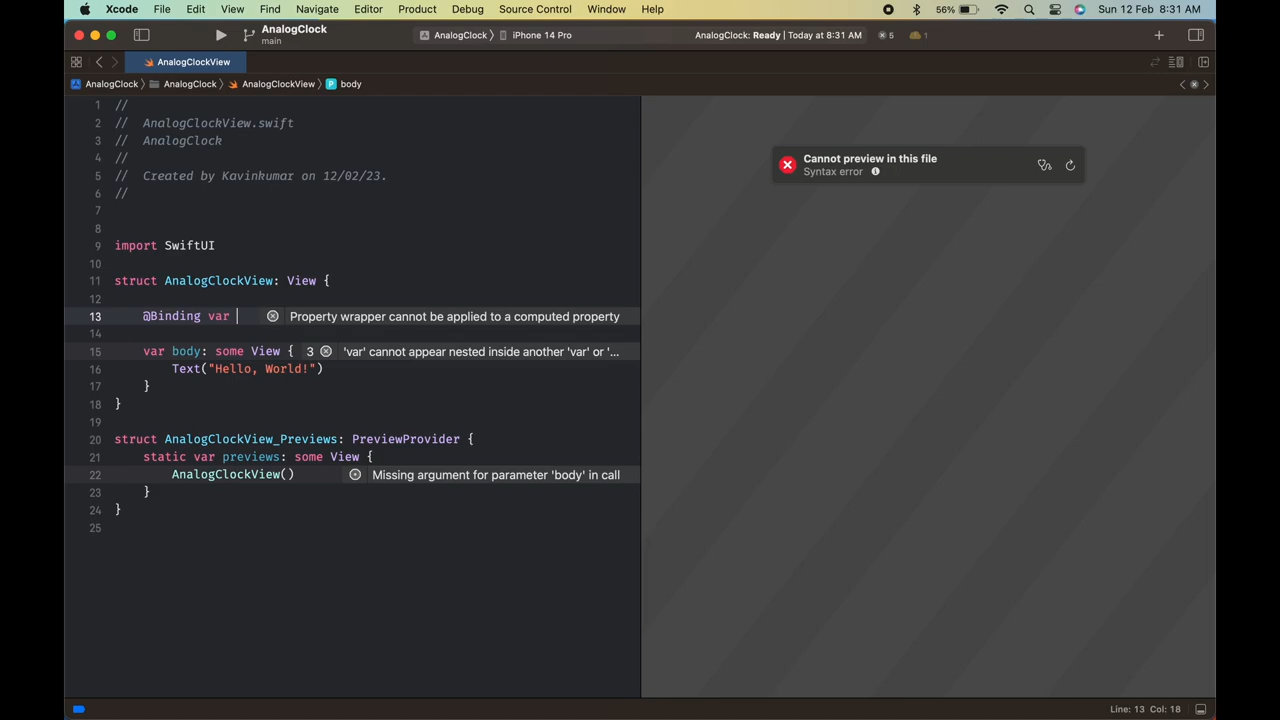 Xcode File Edit View Find Navigate Editor Product Debug Source Control Window Help 56% Sun 12 Feb 8:31 AM
AnalogClock
main
AnalogClock iPhone 14 Pro AnalogClock: Ready | Today at 8:31 AM 5 1
AnalogClockView
AnalogClock AnalogClock AnalogClockView P body
1 //
2 // AnalogClockView.swift
3 // AnalogClock
4 //
5 // Created by Kavinkumar on 12/02/23.
6 //
7
8
9 import SwiftUI
10
11 struct AnalogClockView: View {
12
13 @Binding var Property wrapper cannot be applied to a computed property
14
15 var body: some View { 3 'var' cannot appear nested inside another 'var' or '...
16 Text("Hello, World!")
17 }
18 }
19
20 struct AnalogClockView_Previews: PreviewProvider {
21 static var previews: some View {
22 AnalogClockView() Missing argument for parameter 'body' in call
23 }
24 }
25
Cannot preview in this file
Syntax error
Line: 13 Col: 18